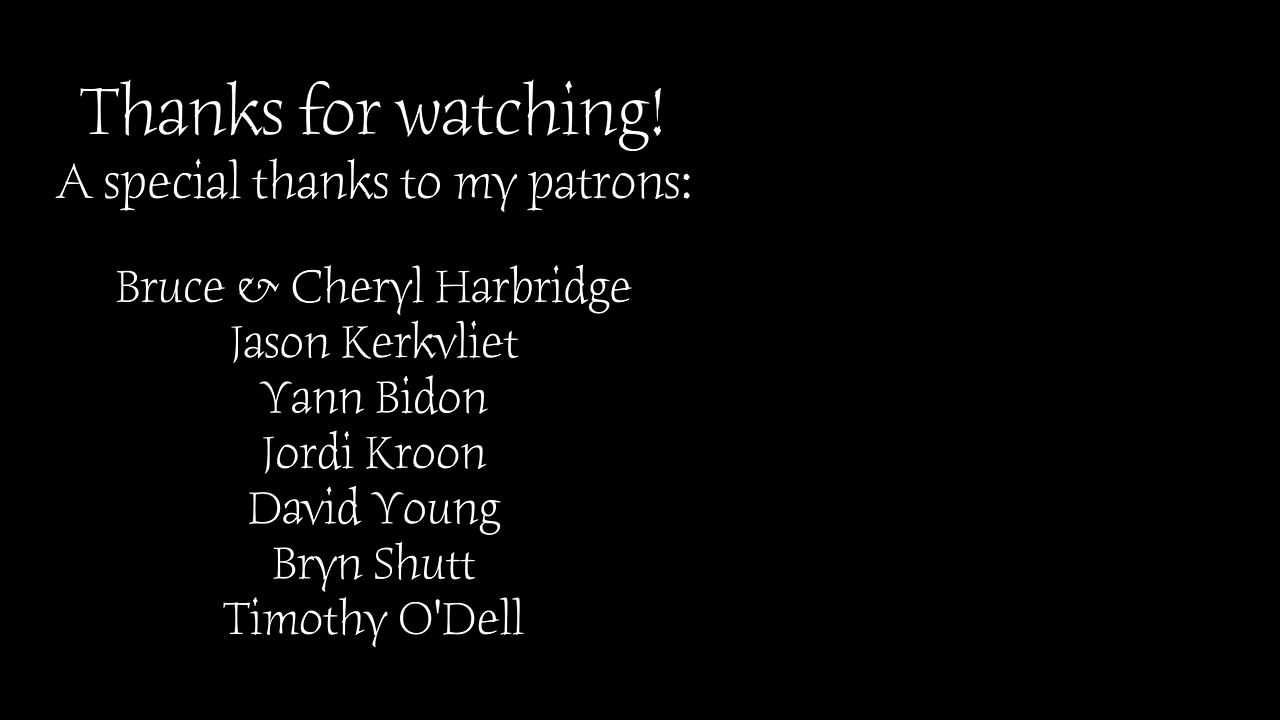 Thanks for watching!
A special thanks to my patrons:
Bruce & Cheryl Harbridge
Jason Kerkvliet
Yann Bidon
Jordi Kroon
David Young
Bryn Shutt
Timothy O'Dell